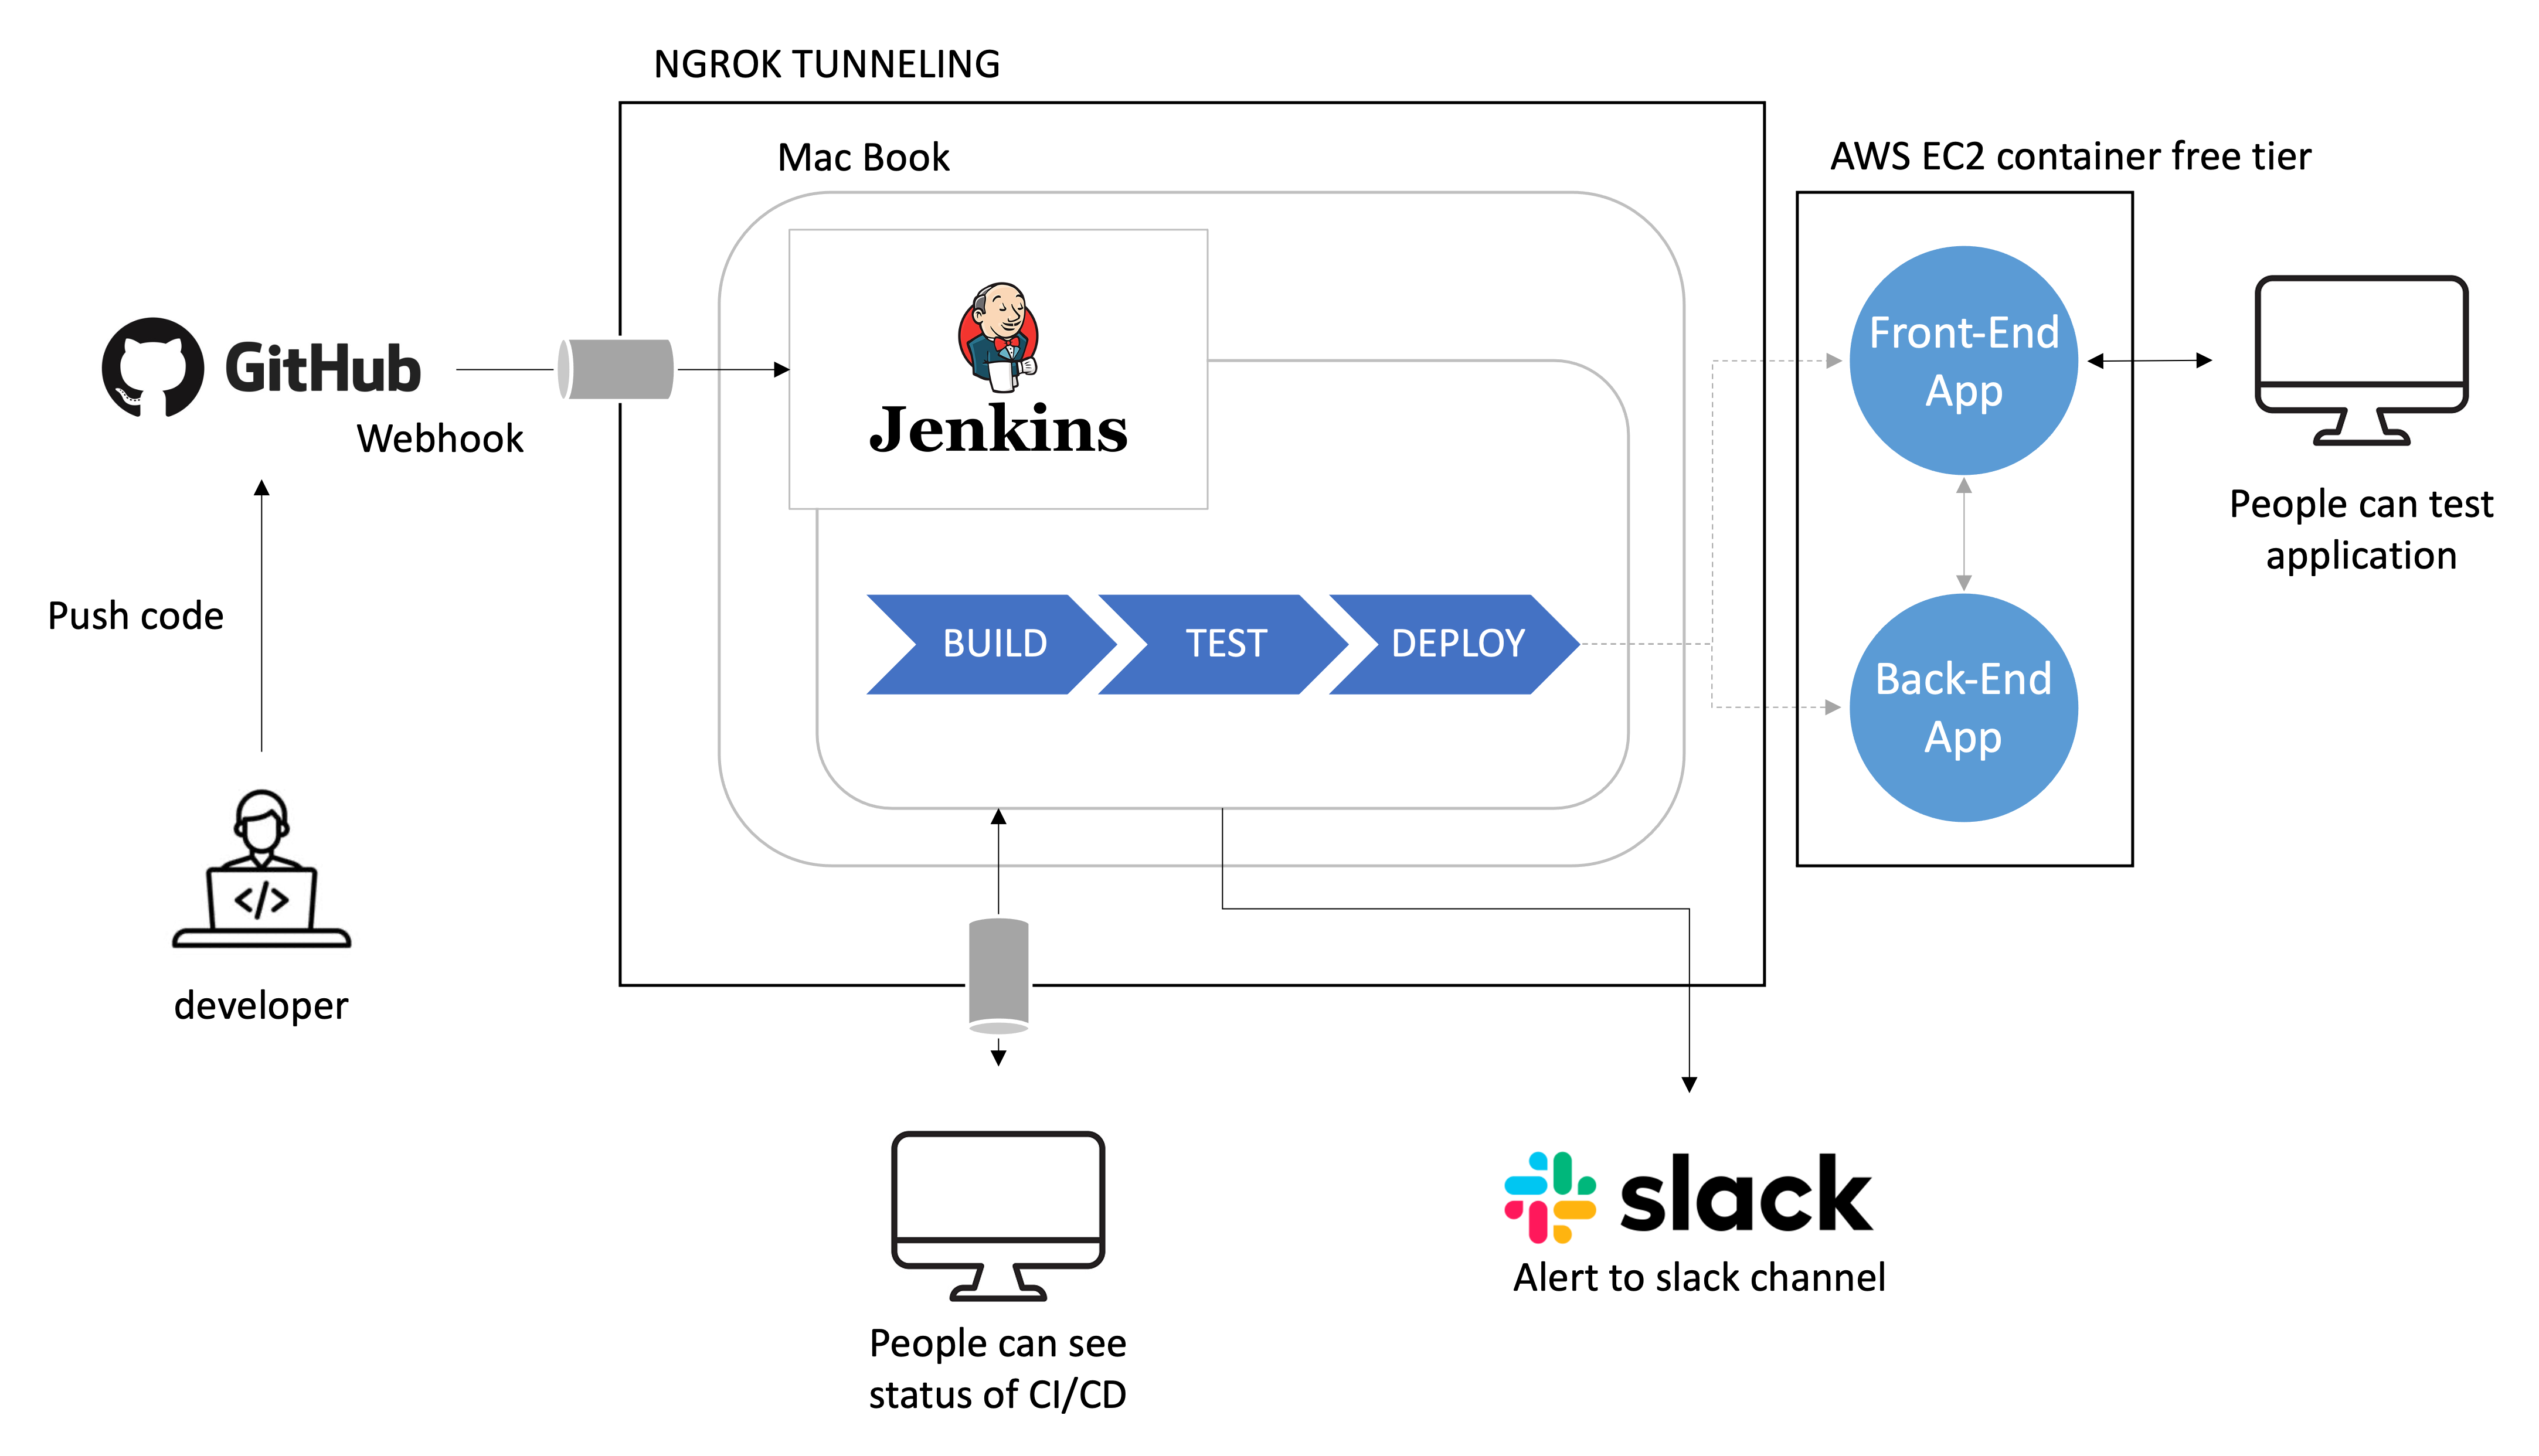 NGROK TUNNELING
Mac Book
AWS EC2 container free tier
GitHub
Webhook
Jenkins
Front-End
App
People can test
application
Push code
BUILD
TEST
DEPLOY
Back-End
App
</>
developer
slack
Alert to slack channel
People can see
status of CI/CD